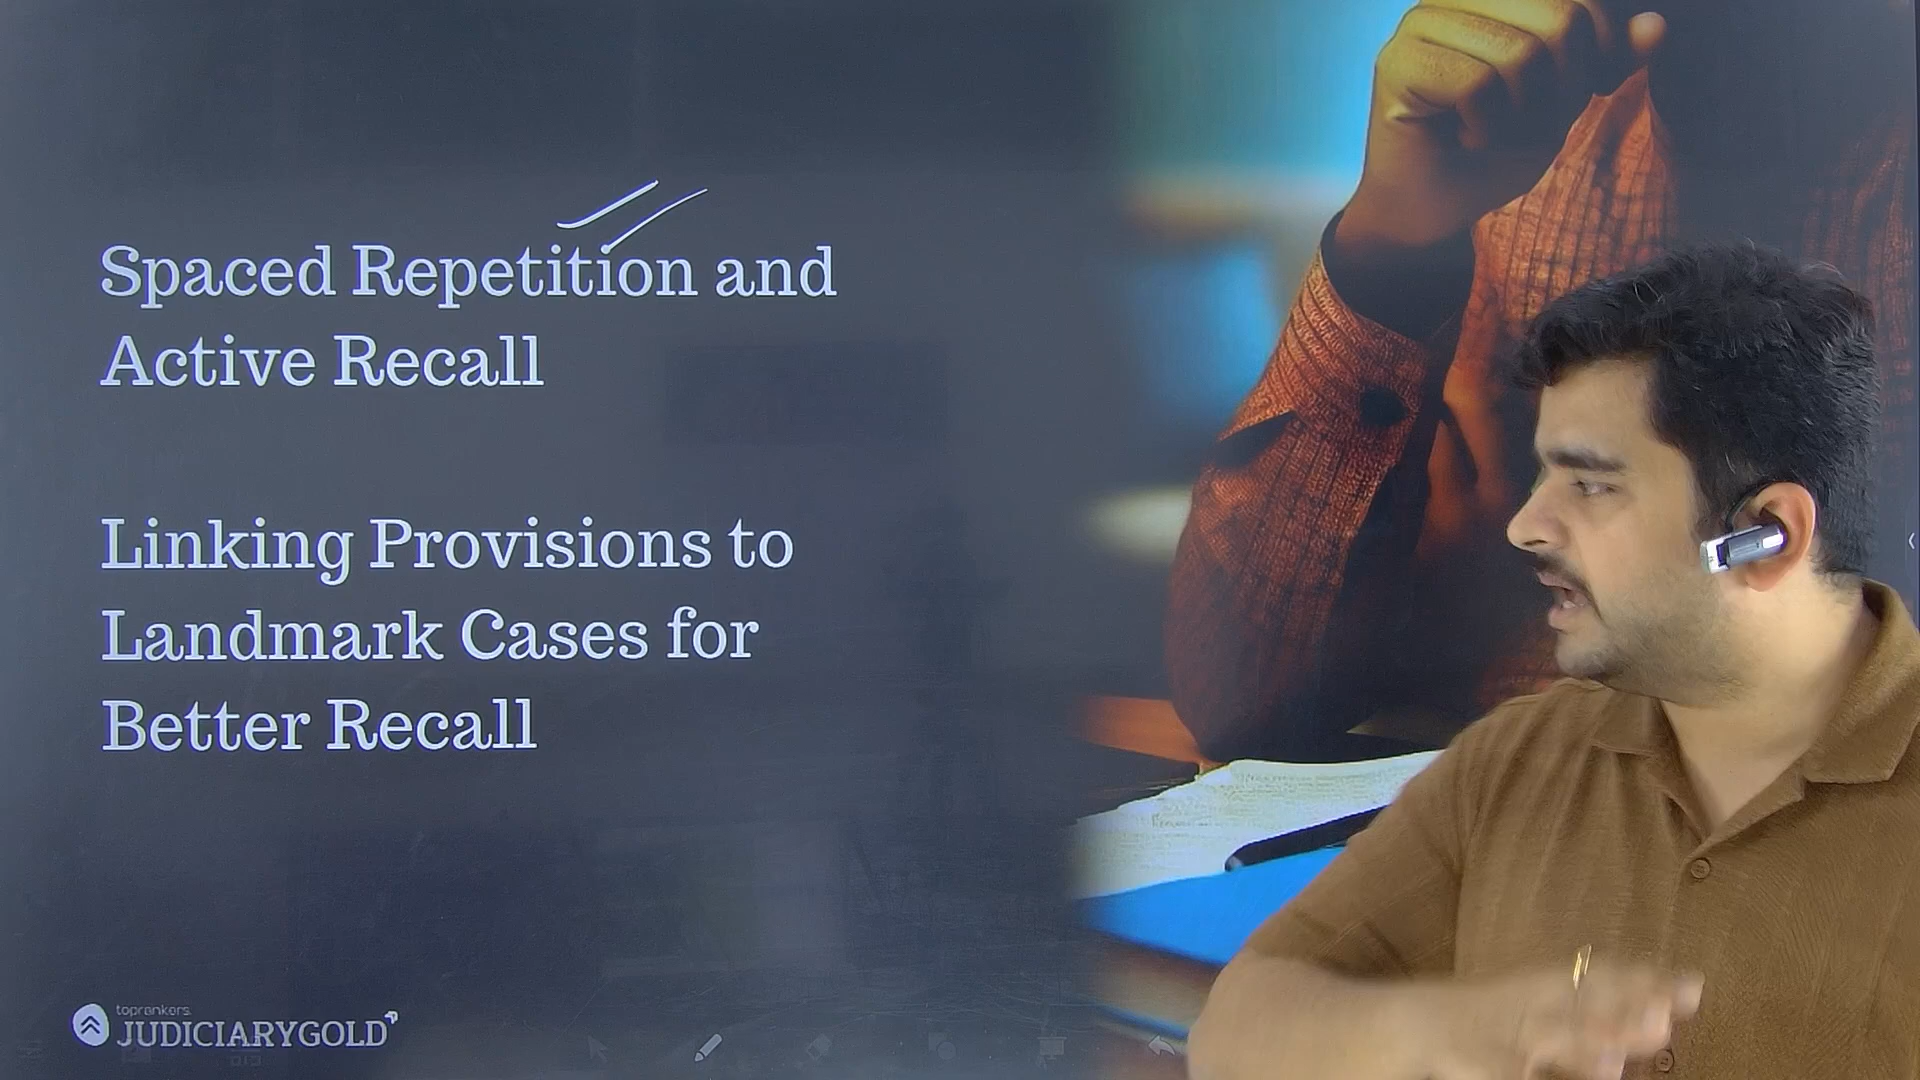 Spaced Repetition and
Active Recall
Linking Provisions to
Landmark Cases for
Better Recall
toprankers
JUDICIARYGOLD